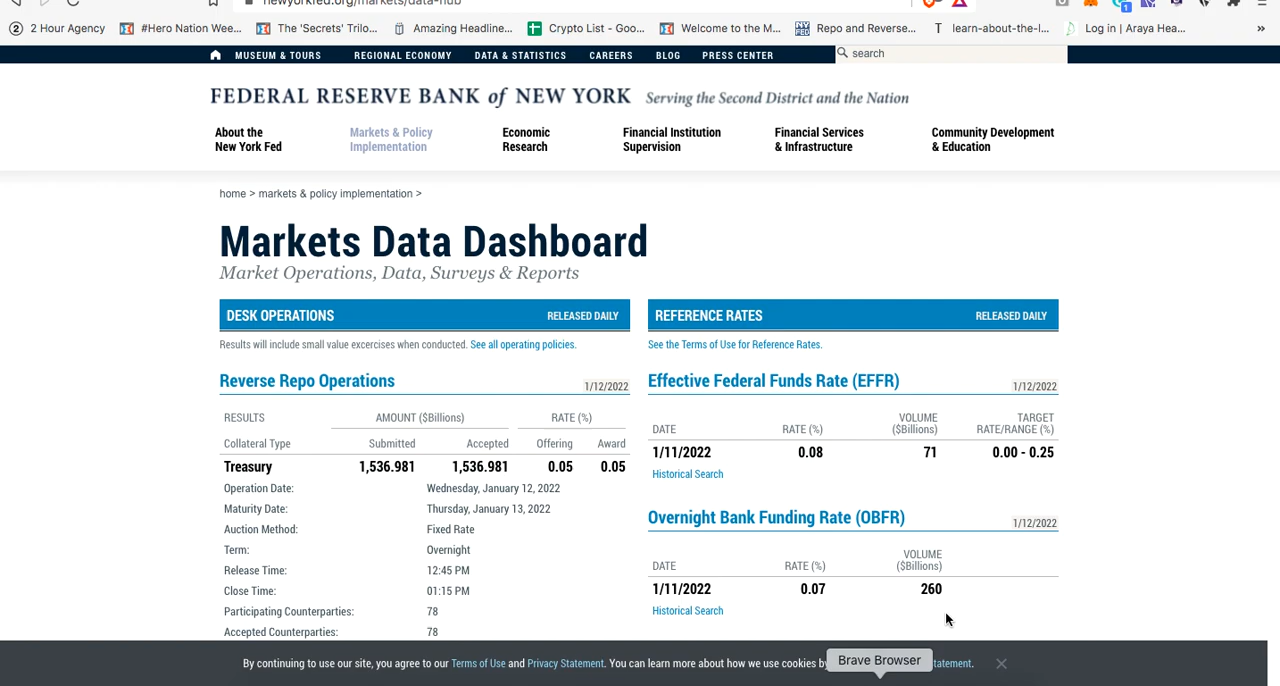 newyorkfed.org/markets/data-hub
2 Hour Agency #Hero Nation Wee... The 'Secrets' Trilo... Amazing Headline... Crypto List - Goo... Welcome to the M... Repo and Reverse... learn-about-the-l... Log in | Araya Hea... »
MUSEUM & TOURS REGIONAL ECONOMY DATA & STATISTICS CAREERS BLOG PRESS CENTER search
FEDERAL RESERVE BANK of NEW YORK Serving the Second District and the Nation
About the Markets & Policy Economic Financial Institution Financial Services Community Development
New York Fed Implementation Research Supervision & Infrastructure & Education
home > markets & policy implementation >
Markets Data Dashboard
Market Operations, Data, Surveys & Reports
DESK OPERATIONS RELEASED DAILY REFERENCE RATES RELEASED DAILY
Results will include small value excercises when conducted. See all operating policies. See the Terms of Use for Reference Rates.
Reverse Repo Operations 1/12/2022 Effective Federal Funds Rate (EFFR) 1/12/2022
RESULTS AMOUNT ($Billions) RATE (%) VOLUME TARGET
DATE RATE (%) ($Billions) RATE/RANGE (%)
Collateral Type Submitted Accepted Offering Award
1/11/2022 0.08 71 0.00 - 0.25
Treasury 1,536.981 1,536.981 0.05 0.05
Historical Search
Operation Date: Wednesday, January 12, 2022
Maturity Date: Thursday, January 13, 2022
Overnight Bank Funding Rate (OBFR) 1/12/2022
Auction Method: Fixed Rate
Term: Overnight VOLUME
Release Time: 12:45 PM DATE RATE (%) ($Billions)
Close Time: 01:15 PM 1/11/2022 0.07 260
Participating Counterparties: 78 Historical Search
Accepted Counterparties: 78
By continuing to use our site, you agree to our Terms of Use and Privacy Statement. You can learn more about how we use cookies by tatement.
Brave Browser